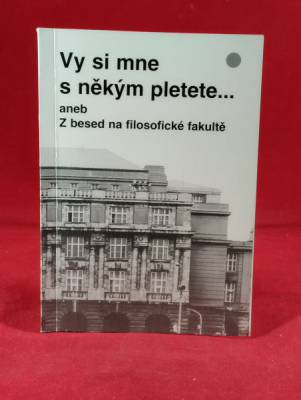 Vy si mne
s někým pletete...
aneb
Z besed na filosofické fakultě